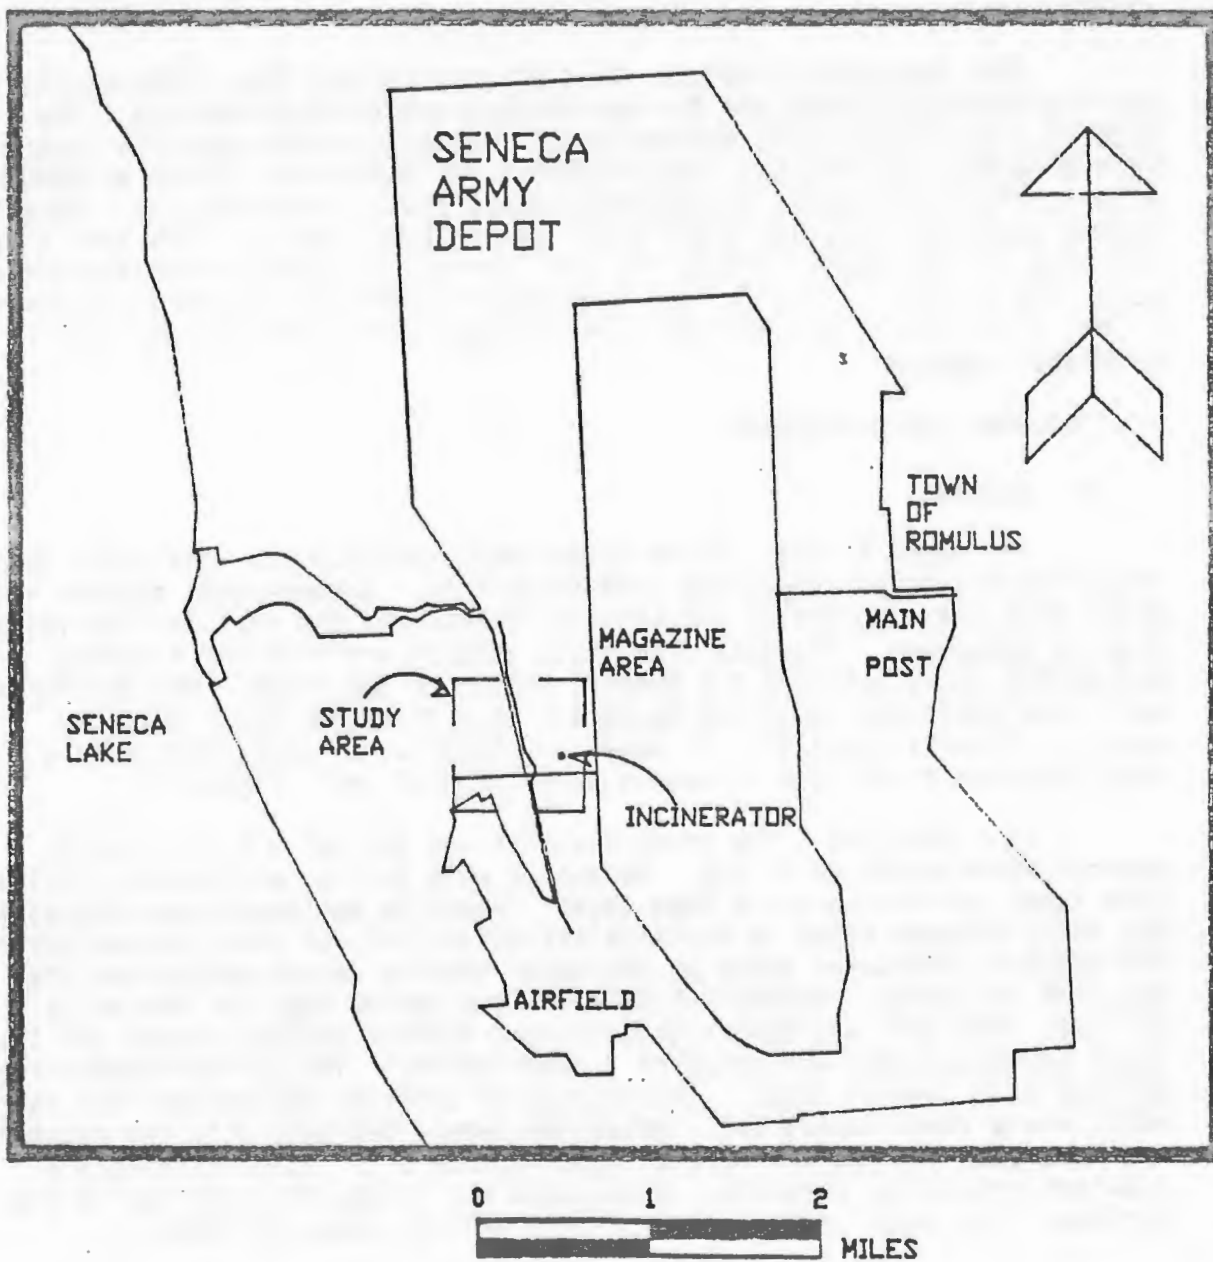 SENECA
ARMY
DEPOT
s
TOWN
OF
ROMULUS
MAIN
POST
MAGAZINE
AREA
SENECA
LAKE
STUDY
AREA
INCINERATOR
AIRFIELD
0 1 2
MILES